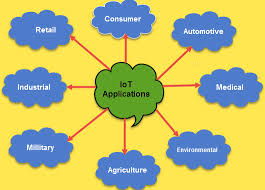 Consumer
Retail
Automotive
IoT
Applications
Industrial
Medical
Millitary
Environmental
Agriculture